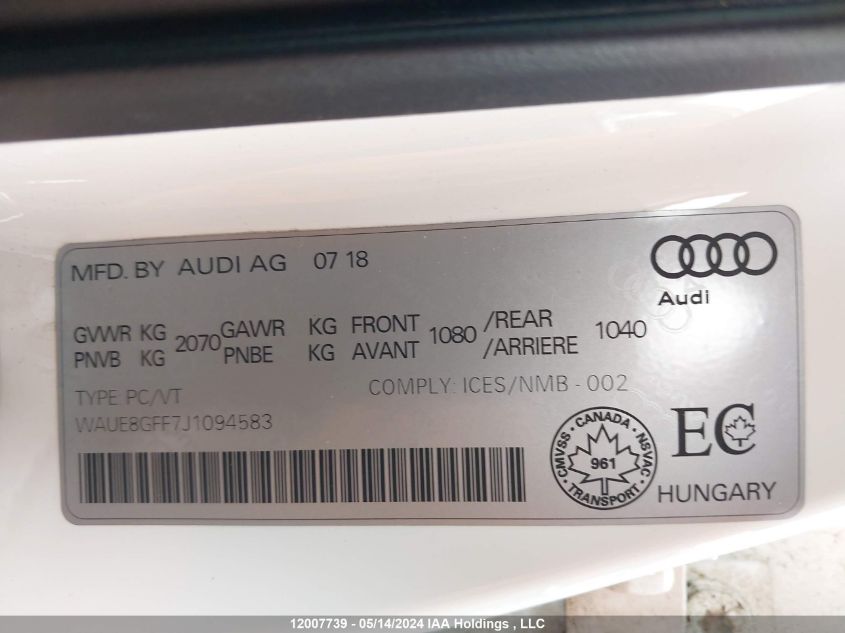 MFD. BY AUDI AG 07 18
Audi
GVWR KG 2070 GAWR KG FRONT 1080 /REAR 1040
PNVB KG PNBE KG AVANT /ARRIERE
TYPE: PC/VT COMPLY: ICES/NMB - 002
WAUE8GFF7J1094583
CMVSS - CANADA - NSVAC
961
TRANSPORT
EC
HUNGARY
12007739 - 05/14/2024 IAA Holdings , LLC